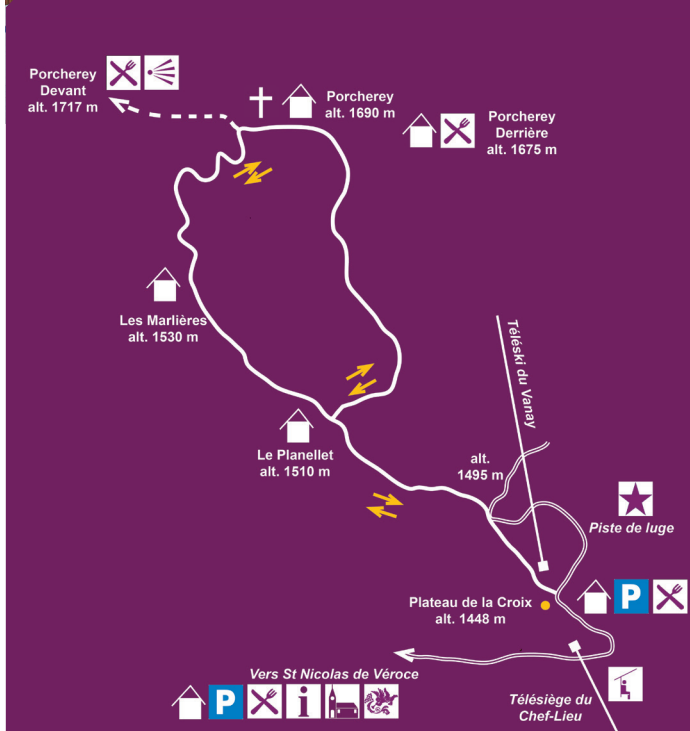 Porcherey
Devant
alt. 1717 m
Porcherey
alt. 1690 m
Porcherey
Derrière
alt. 1675 m
Les Marlières
alt. 1530 m
Téléski du Vanay
Le Planellet
alt. 1510 m
alt.
1495 m
Piste de luge
Plateau de la Croix
alt. 1448 m
P
Vers St Nicolas de Véroce
P
i
Télésiège du
Chef-Lieu